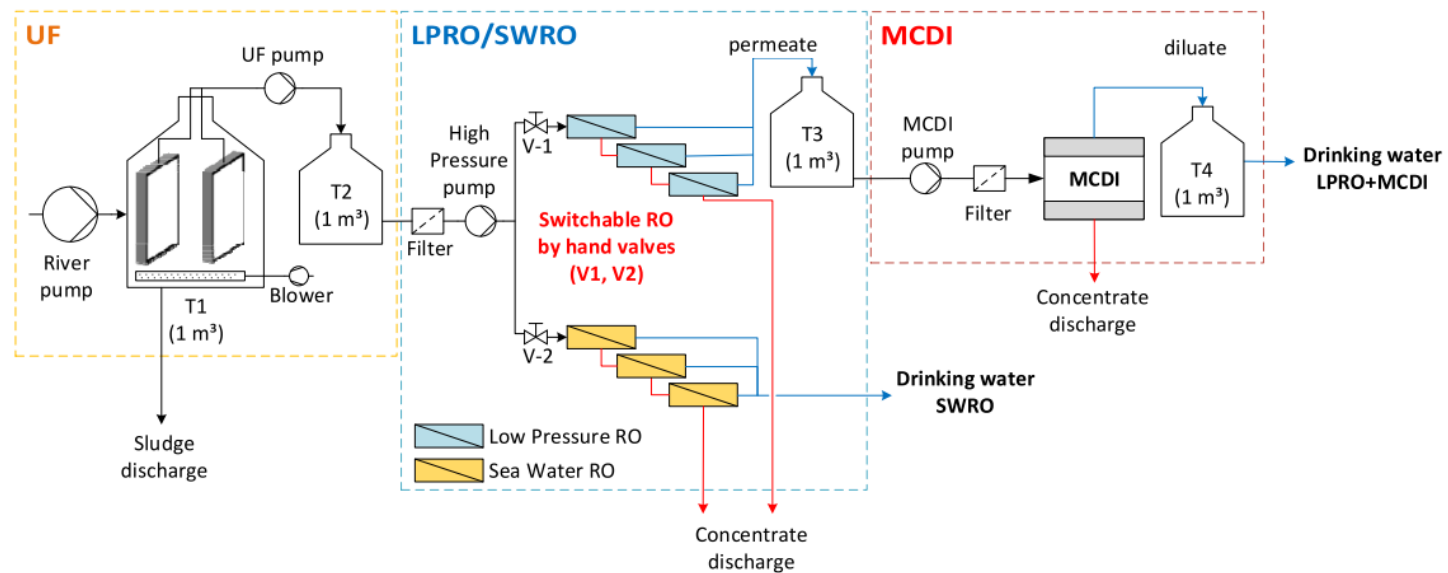 UF
UF pump
River
pump
T1
(1 m³)
Blower
T2
(1 m³)
Sludge
discharge
LPRO/SWRO
Filter
High
Pressure
pump
V-1
V-2
Switchable RO
by hand valves
(V1, V2)
permeate
T3
(1 m³)
Low Pressure RO
Sea Water RO
Concentrate
discharge
Drinking water
SWRO
MCDI
MCDI
pump
Filter
MCDI
diluate
T4
(1 m³)
Concentrate
discharge
Drinking water
LPRO+MCDI